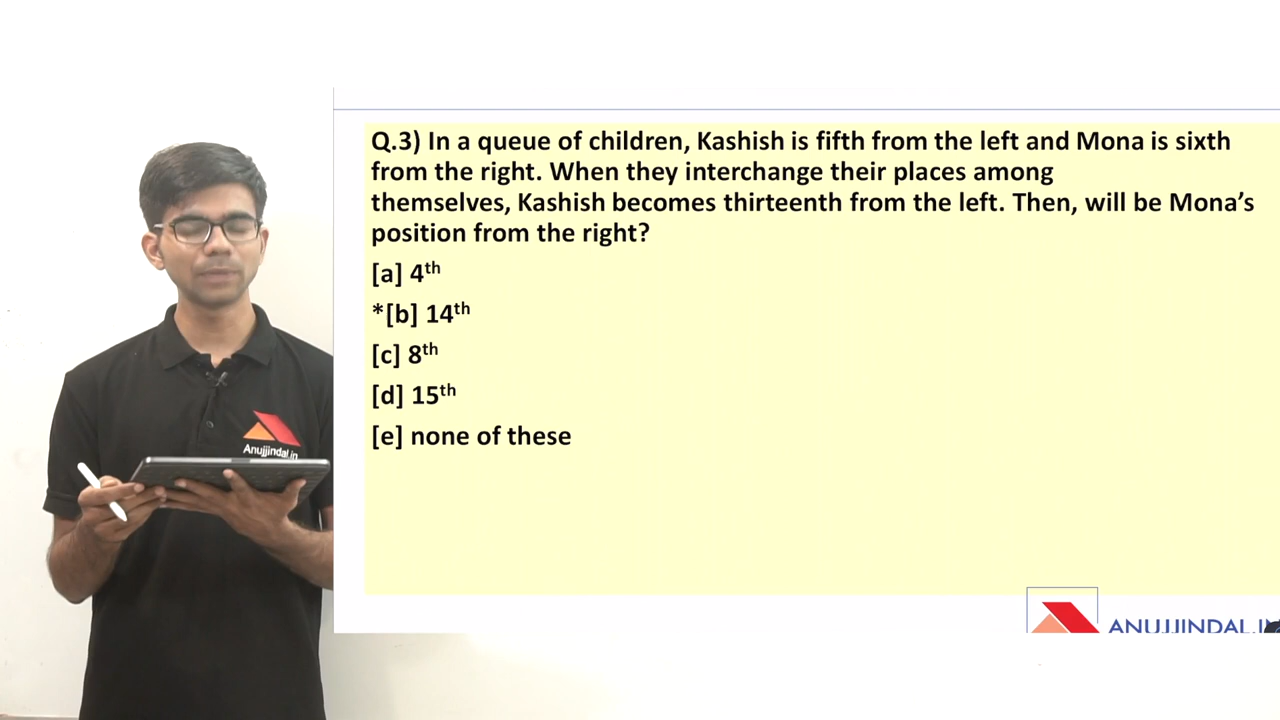 Q.3) In a queue of children, Kashish is fifth from the left and Mona is sixth
from the right. When they interchange their places among
themselves, Kashish becomes thirteenth from the left. Then, will be Mona’s
position from the right?
[a] 4th
*[b] 14th
[c] 8th
[d] 15th
[e] none of these
Anujjindal.in
ANUJJINDAL.IN